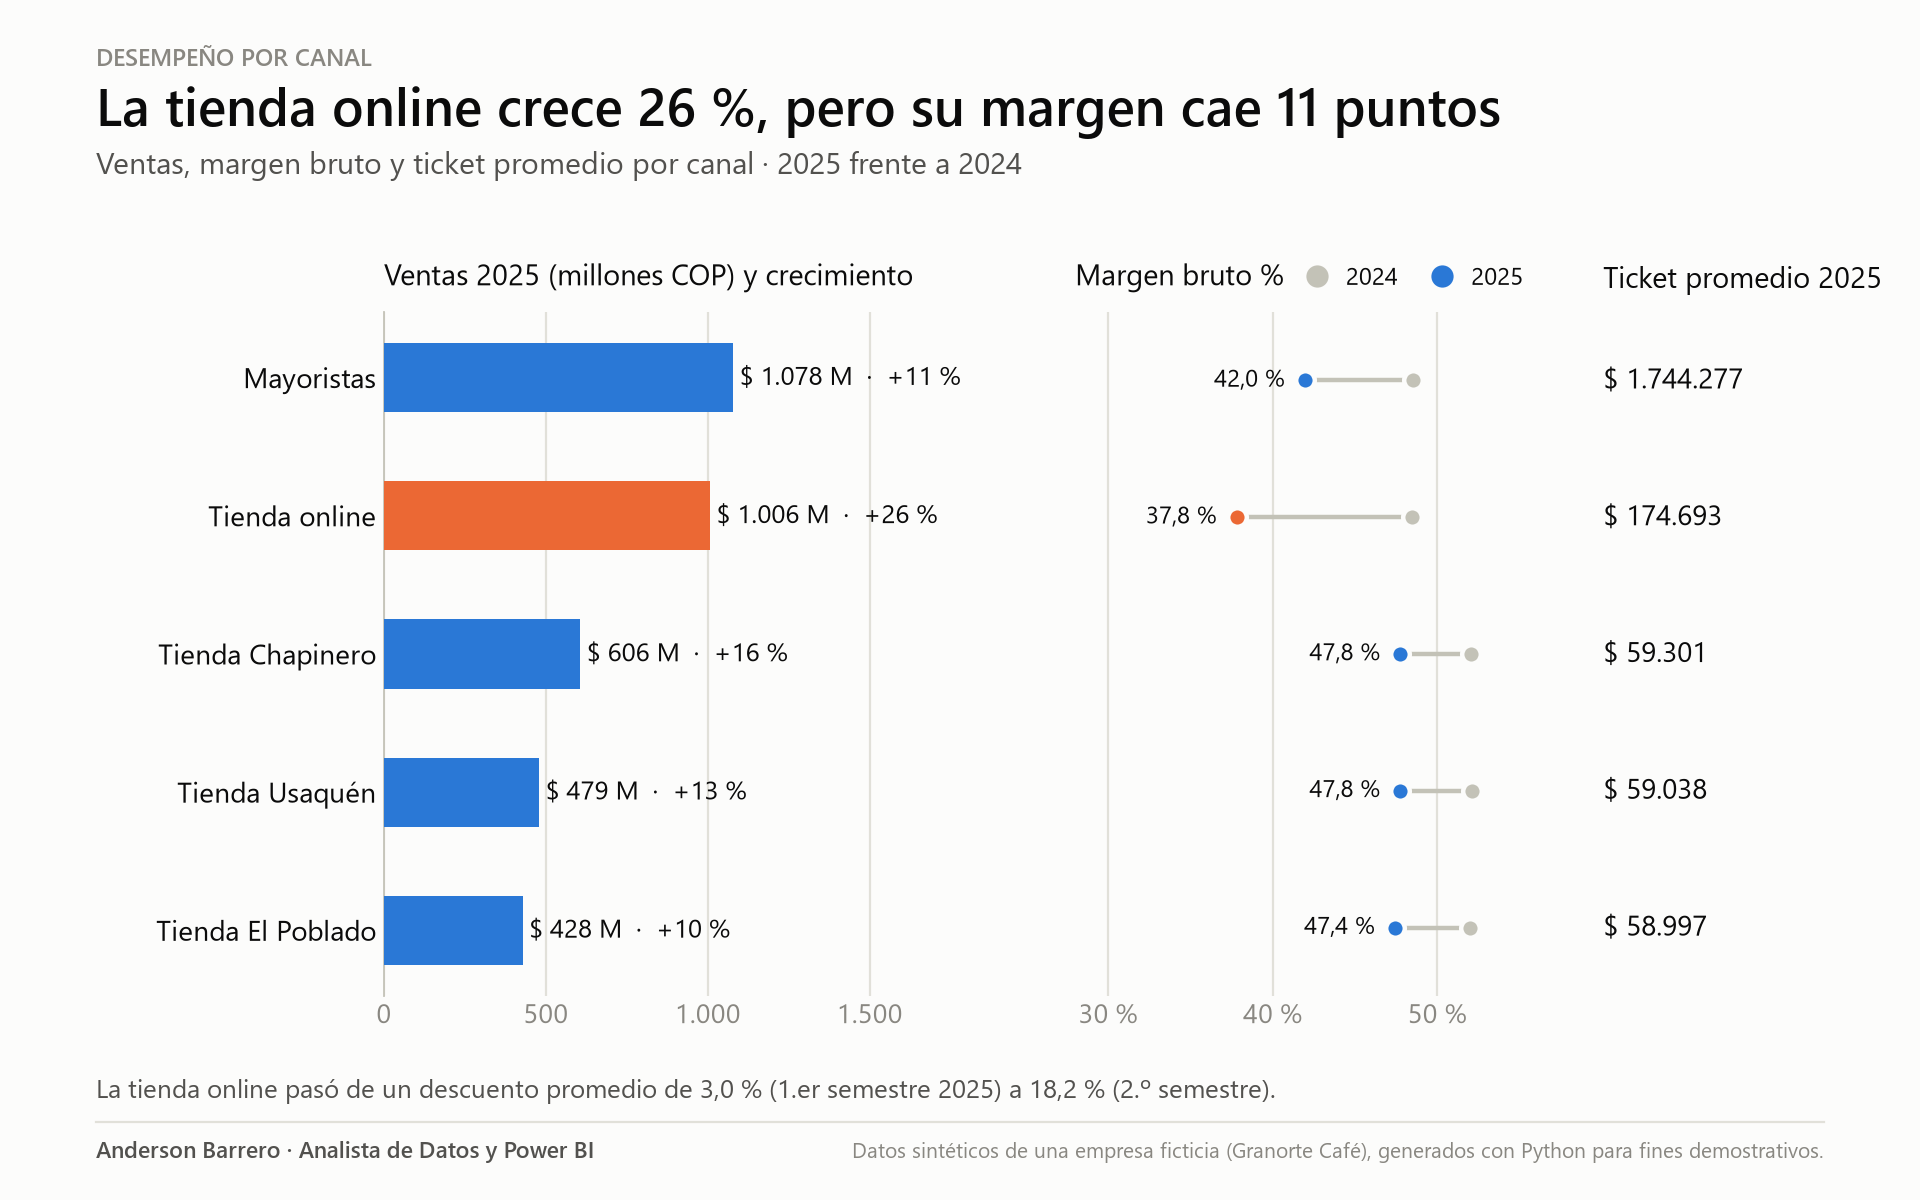 DESEMPEÑO POR CANAL
La tienda online crece 26 %, pero su margen cae 11 puntos
Ventas, margen bruto y ticket promedio por canal · 2025 frente a 2024
Ventas 2025 (millones COP) y crecimiento
Margen bruto % 2024 2025
Ticket promedio 2025
Mayoristas $ 1.078 M · +11 % 42,0 % $ 1.744.277
Tienda online $ 1.006 M · +26 % 37,8 % $ 174.693
Tienda Chapinero $ 606 M · +16 % 47,8 % $ 59.301
Tienda Usaquén $ 479 M · +13 % 47,8 % $ 59.038
Tienda El Poblado $ 428 M · +10 % 47,4 % $ 58.997
0 500 1.000 1.500 30 % 40 % 50 %
La tienda online pasó de un descuento promedio de 3,0 % (1.er semestre 2025) a 18,2 % (2.º semestre).
Anderson Barrero · Analista de Datos y Power BI
Datos sintéticos de una empresa ficticia (Granorte Café), generados con Python para fines demostrativos.